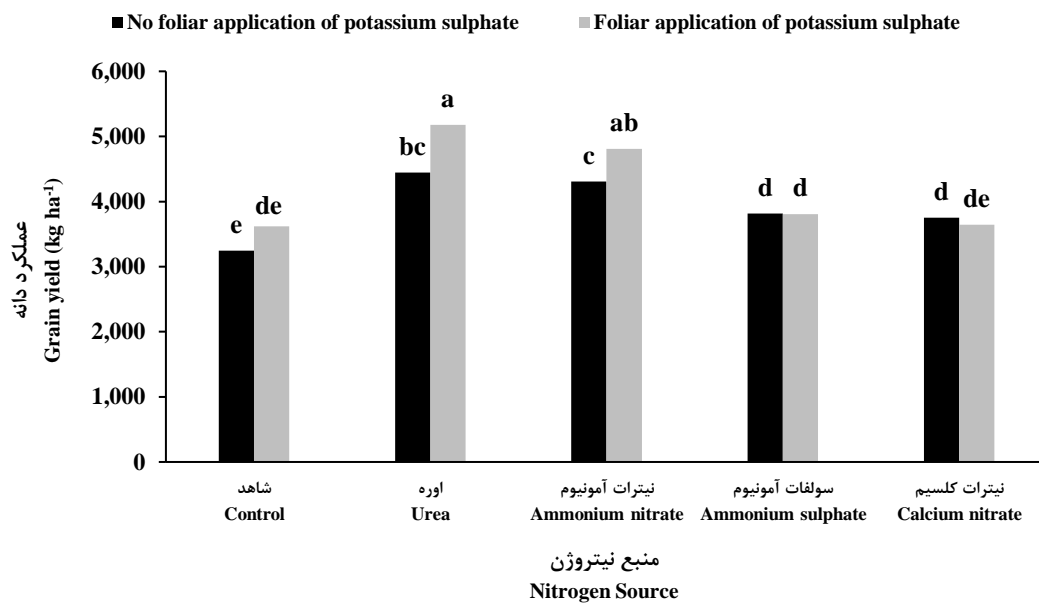 No foliar application of potassium sulphate
Foliar application of potassium sulphate
عملکرد دانه
Grain yield (kg ha⁻¹)
6,000
5,000
4,000
3,000
2,000
1,000
0
e
de
bc
a
c
ab
d
d
d
de
شاهد
Control
اوره
Urea
نیترات آمونیوم
Ammonium nitrate
سولفات آمونیوم
Ammonium sulphate
نیترات کلسیم
Calcium nitrate
منبع نیتروژن
Nitrogen Source